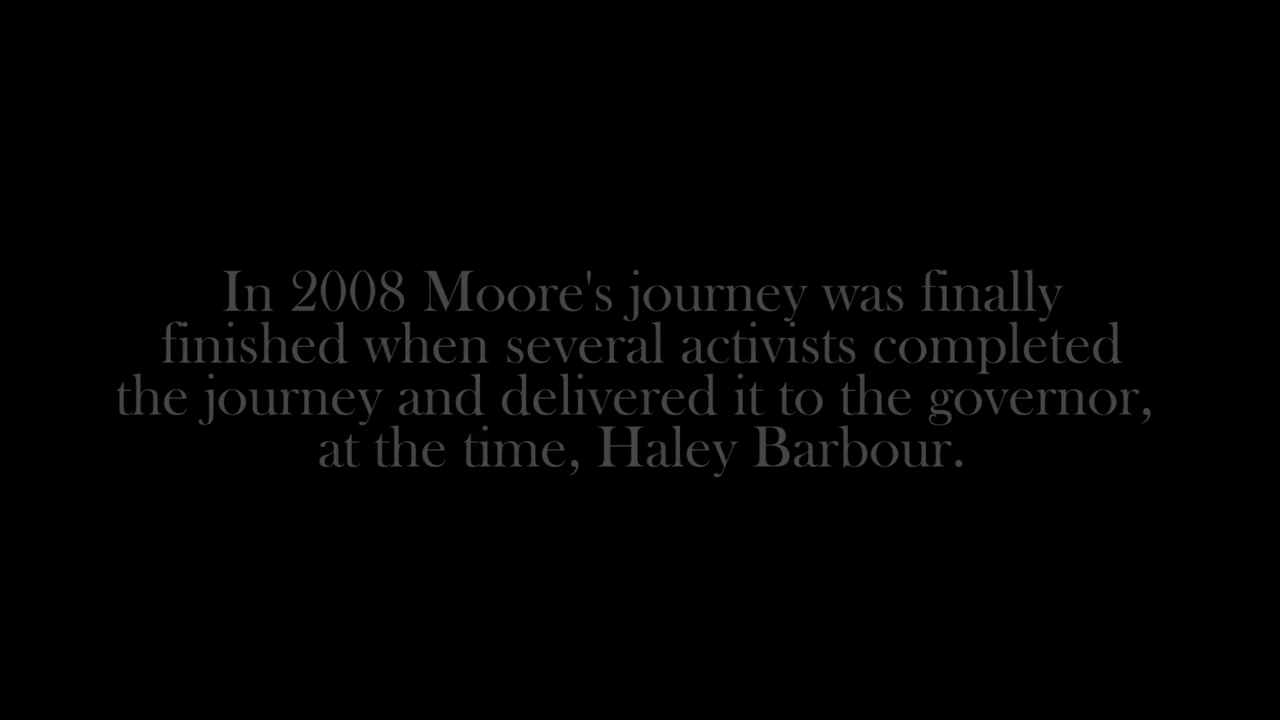 In 2008 Moore's journey was finally
finished when several activists completed
the journey and delivered it to the governor,
at the time, Haley Barbour.